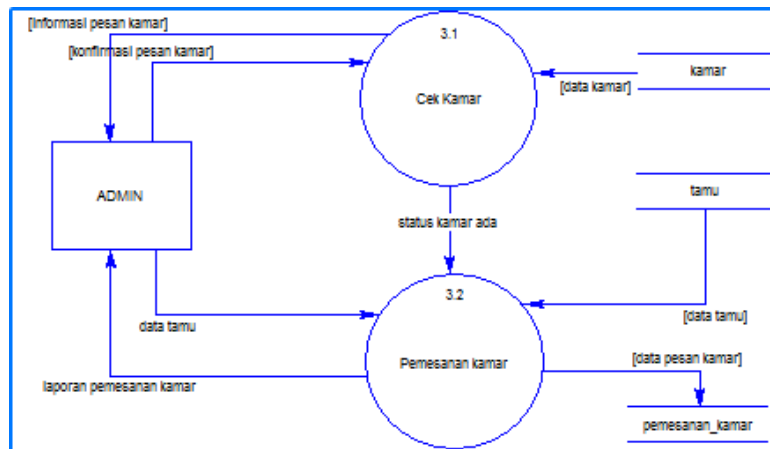 [informasi pesan kamar]
3.1
[konfirmasi pesan kamar]
kamar
[data kamar]
Cek Kamar
ADMIN
tamu
status kamar ada
3.2
data tamu
[data tamu]
Pemesanan kamar
[data pesan kamar]
laporan pemesanan kamar
pemesanan_kamar